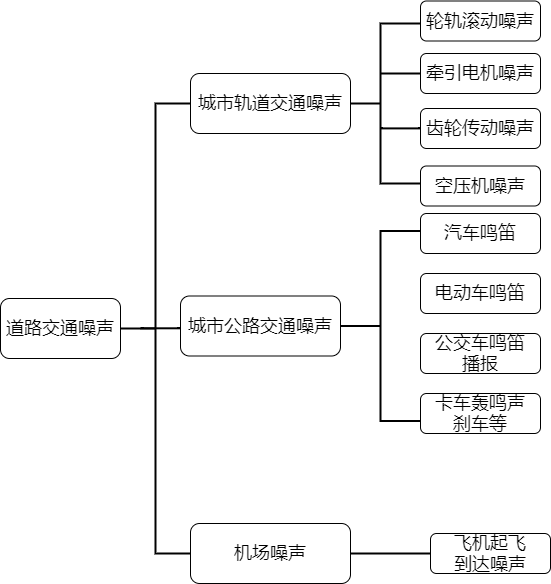 道路交通噪声
城市轨道交通噪声
轮轨滚动噪声
牵引电机噪声
齿轮传动噪声
空压机噪声
城市公路交通噪声
汽车鸣笛
电动车鸣笛
公交车鸣笛
播报
卡车轰鸣声
刹车等
机场噪声
飞机起飞
到达噪声